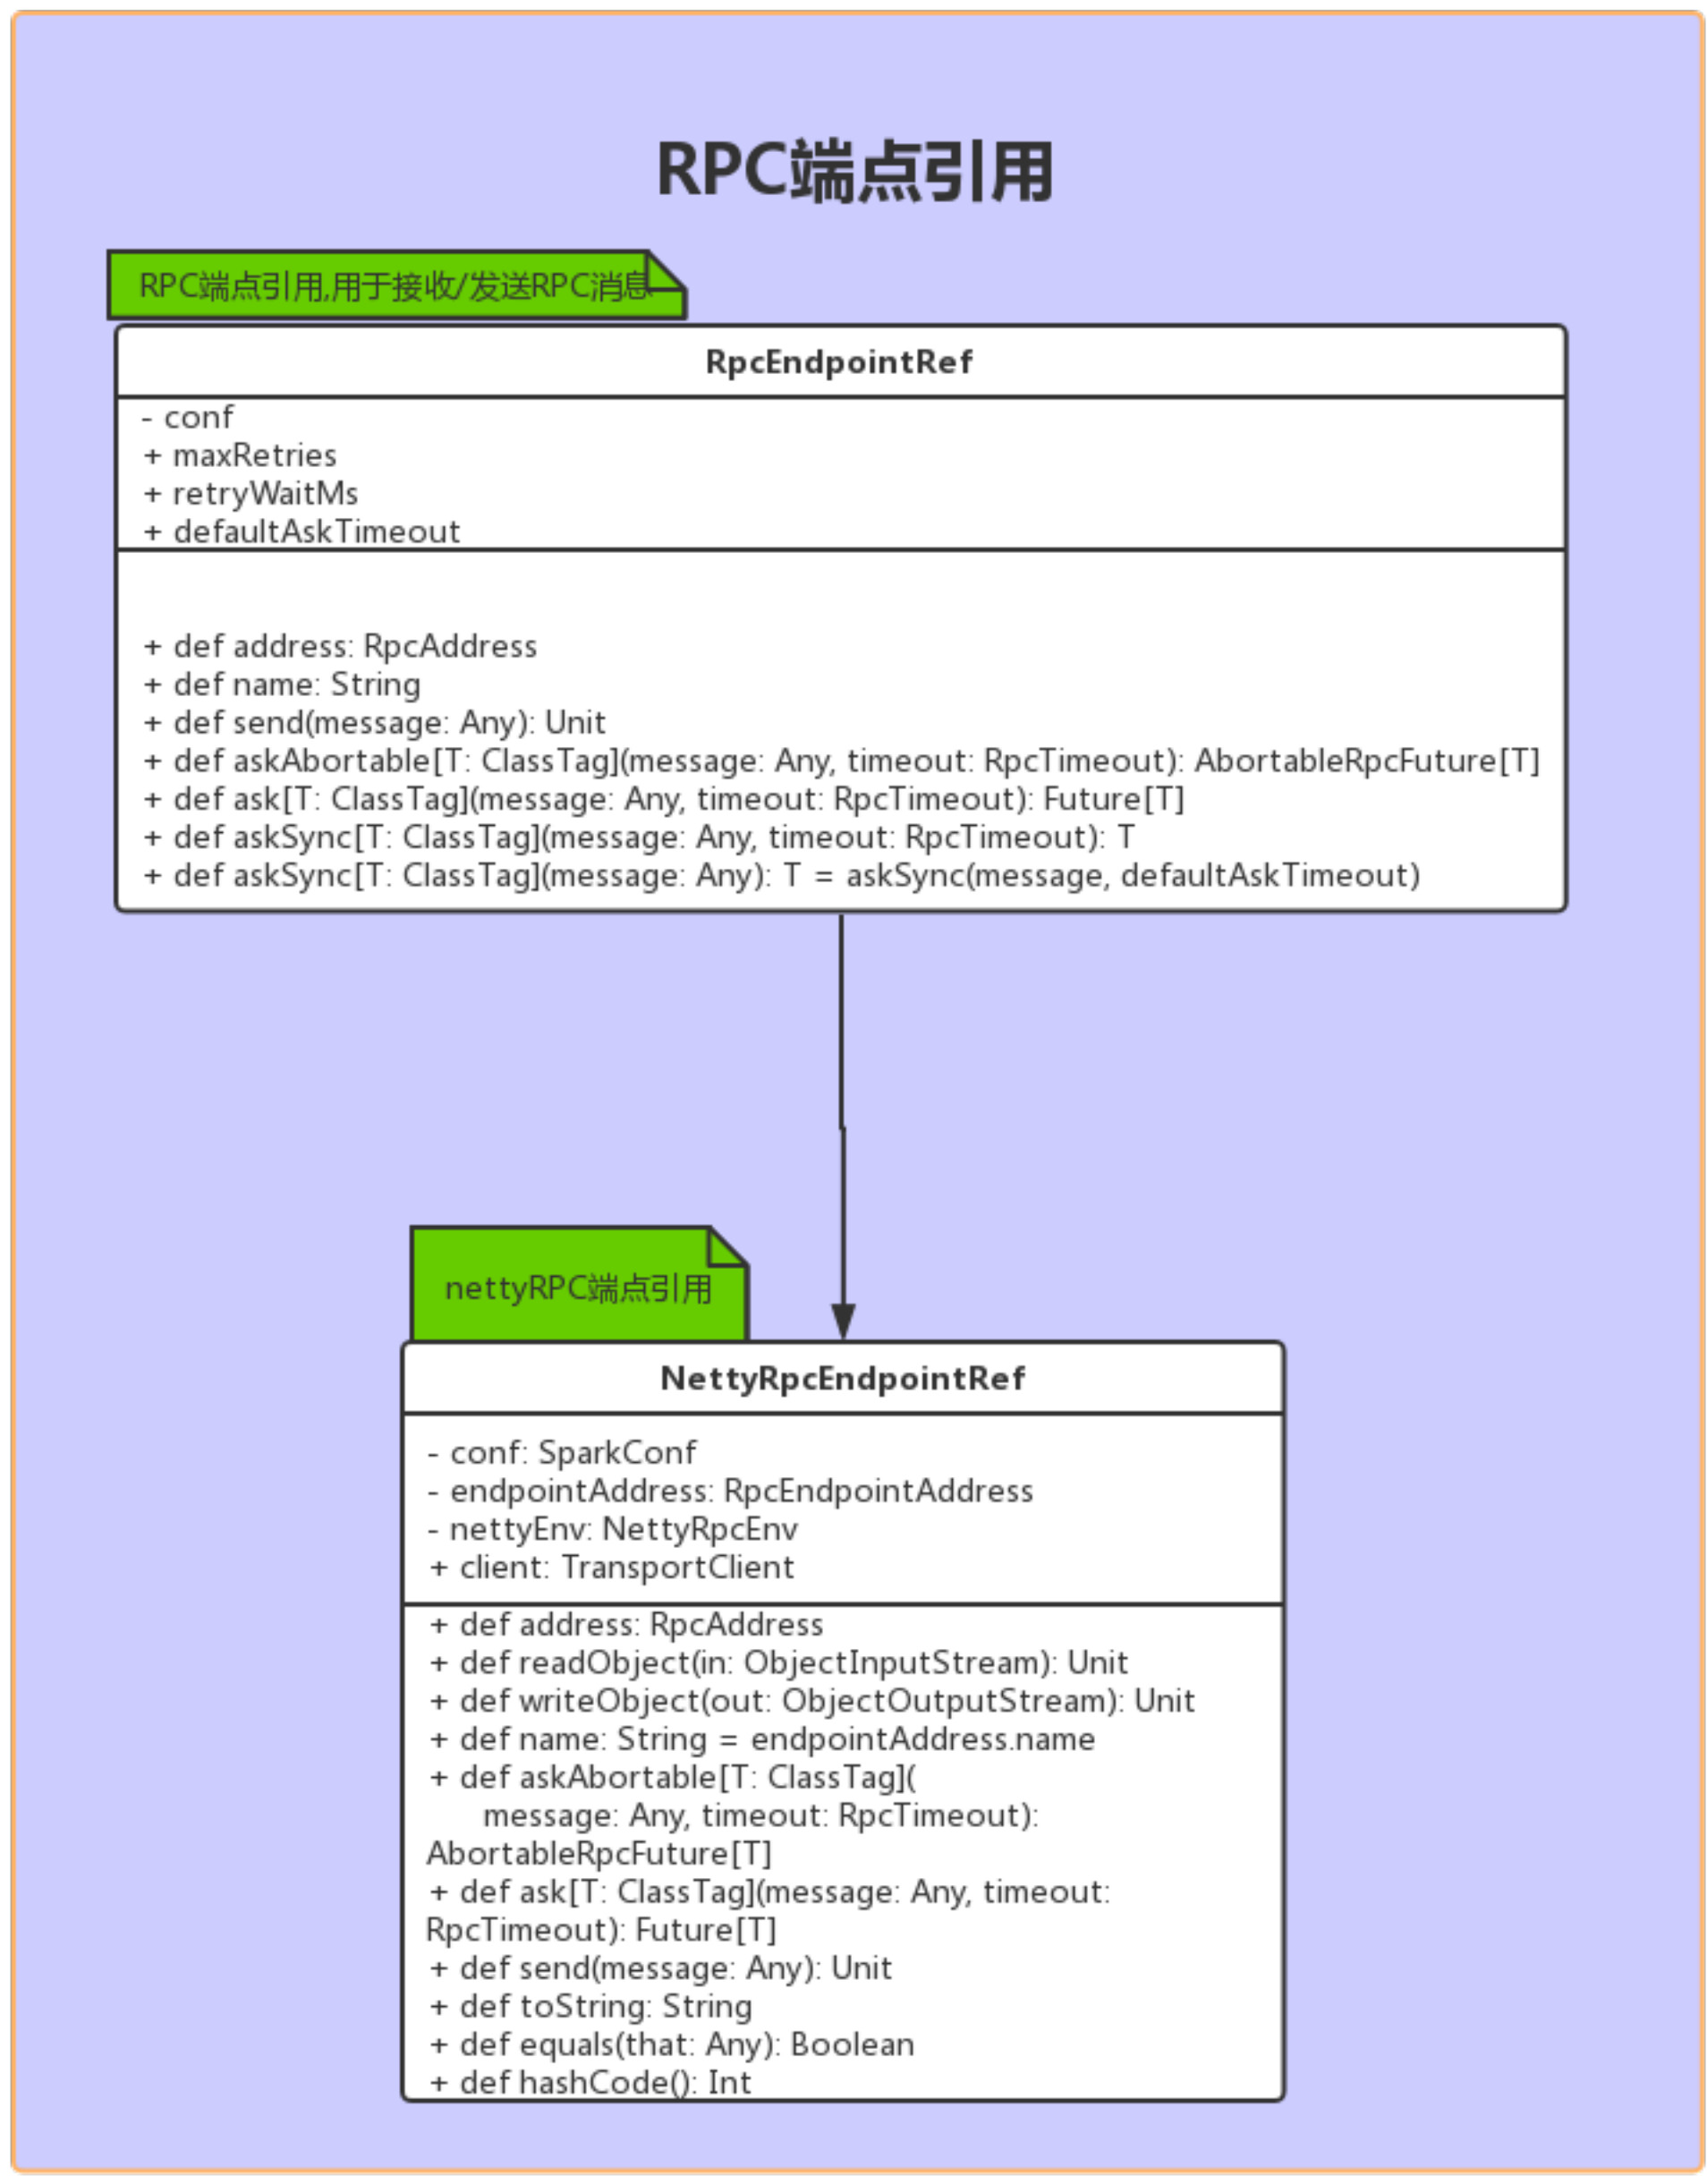 RPC端点引用
RPC端点引用,用于接收/发送RPC消息
RpcEndpointRef
- conf
+ maxRetries
+ retryWaitMs
+ defaultAskTimeout
+ def address: RpcAddress
+ def name: String
+ def send(message: Any): Unit
+ def askAbortable[T: ClassTag](message: Any, timeout: RpcTimeout): AbortableRpcFuture[T]
+ def ask[T: ClassTag](message: Any, timeout: RpcTimeout): Future[T]
+ def askSync[T: ClassTag](message: Any, timeout: RpcTimeout): T
+ def askSync[T: ClassTag](message: Any): T = askSync(message, defaultAskTimeout)
nettyRPC端点引用
NettyRpcEndpointRef
- conf: SparkConf
- endpointAddress: RpcEndpointAddress
- nettyEnv: NettyRpcEnv
+ client: TransportClient
+ def address: RpcAddress
+ def readObject(in: ObjectInputStream): Unit
+ def writeObject(out: ObjectOutputStream): Unit
+ def name: String = endpointAddress.name
+ def askAbortable[T: ClassTag](
message: Any, timeout: RpcTimeout):
AbortableRpcFuture[T]
+ def ask[T: ClassTag](message: Any, timeout:
RpcTimeout): Future[T]
+ def send(message: Any): Unit
+ def toString: String
+ def equals(that: Any): Boolean
+ def hashCode(): Int